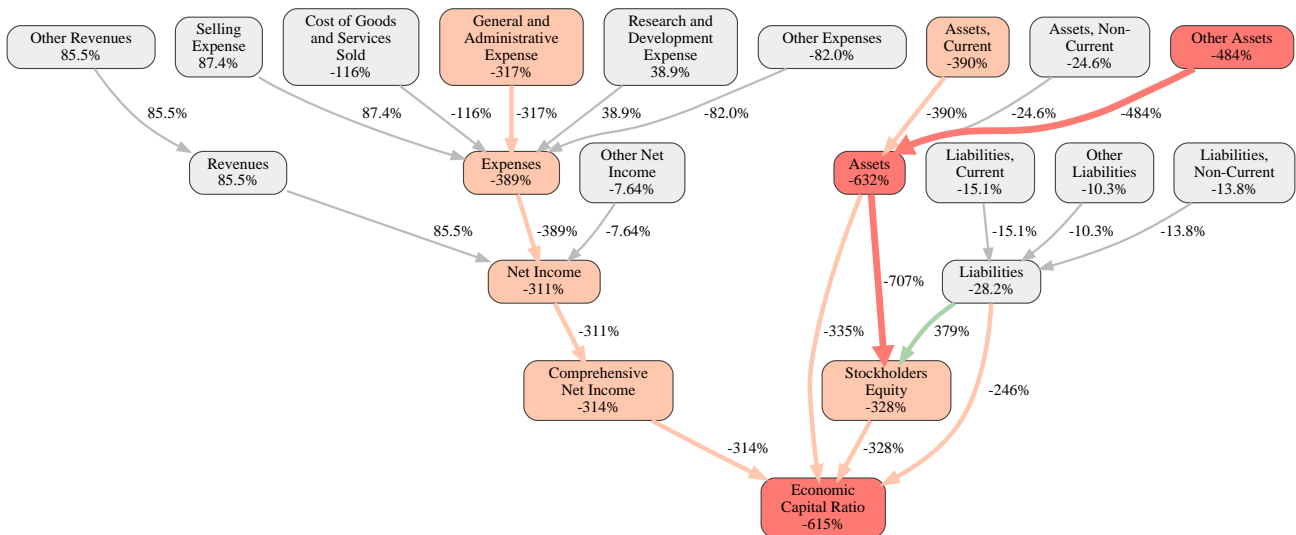 Other Revenues
85.5%
Selling
Expense
87.4%
Cost of Goods
and Services
Sold
-116%
General and
Administrative
Expense
-317%
Research and
Development
Expense
38.9%
Other Expenses
-82.0%
Assets,
Current
-390%
Assets, Non-
Current
-24.6%
Other Assets
-484%
85.5%
87.4%
-116%
-317%
38.9%
-82.0%
-390%
-24.6%
-484%
Revenues
85.5%
Expenses
-389%
Other Net
Income
-7.64%
Assets
-632%
Liabilities,
Current
-15.1%
Other
Liabilities
-10.3%
Liabilities,
Non-Current
-13.8%
85.5%
-389%
-7.64%
-15.1%
-10.3%
-13.8%
Net Income
-311%
-707%
Liabilities
-28.2%
-311%
-335%
379%
Comprehensive
Net Income
-314%
Stockholders
Equity
-328%
-246%
-314%
-328%
Economic
Capital Ratio
-615%